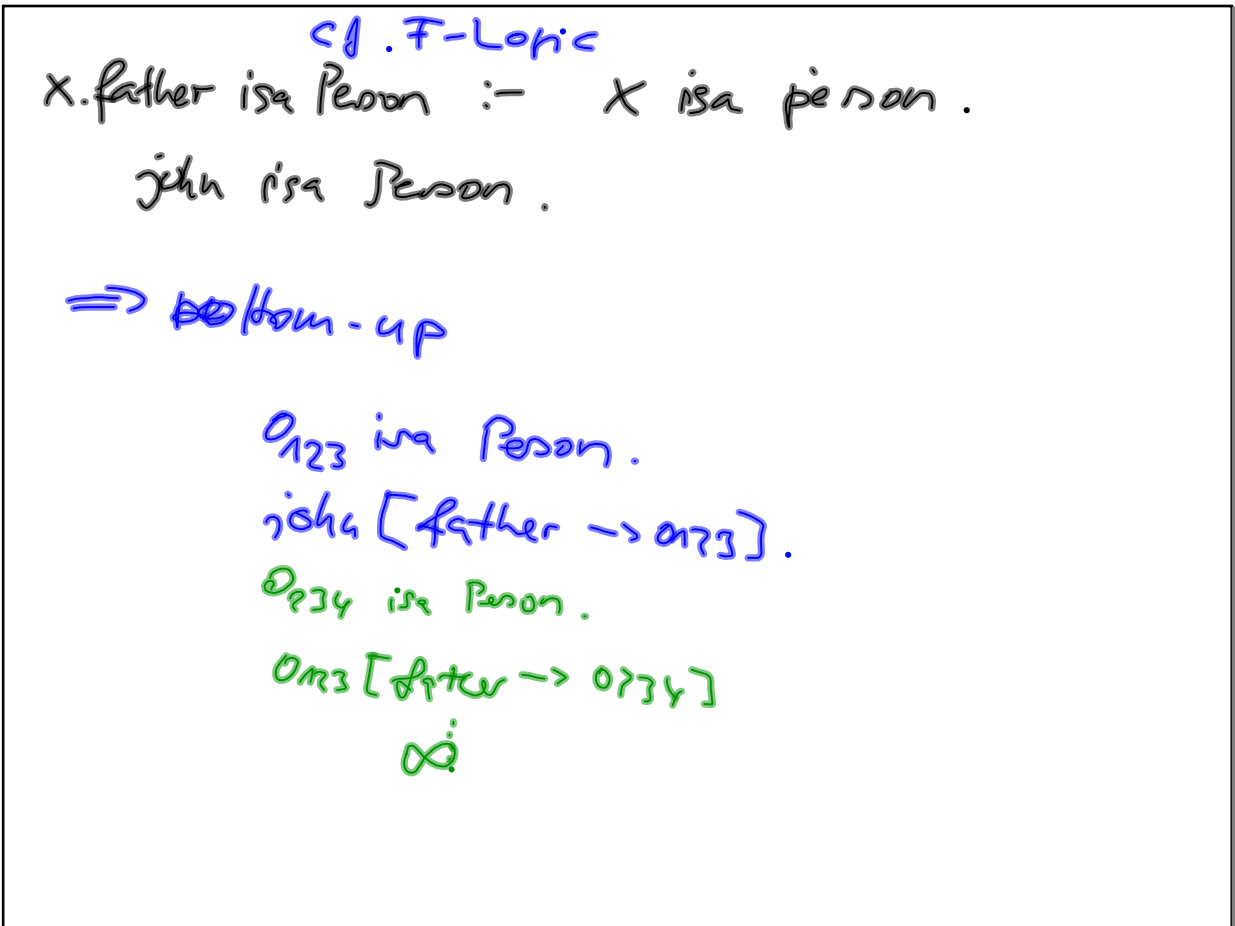 cf. F-Logic
X.father isa Person :- X isa person.
john isa Person.
⇒ bottom-up
O123 isa Person.
john [father -> O123].
O234 isa Person.
O123 [father -> O234]
⋮
∞